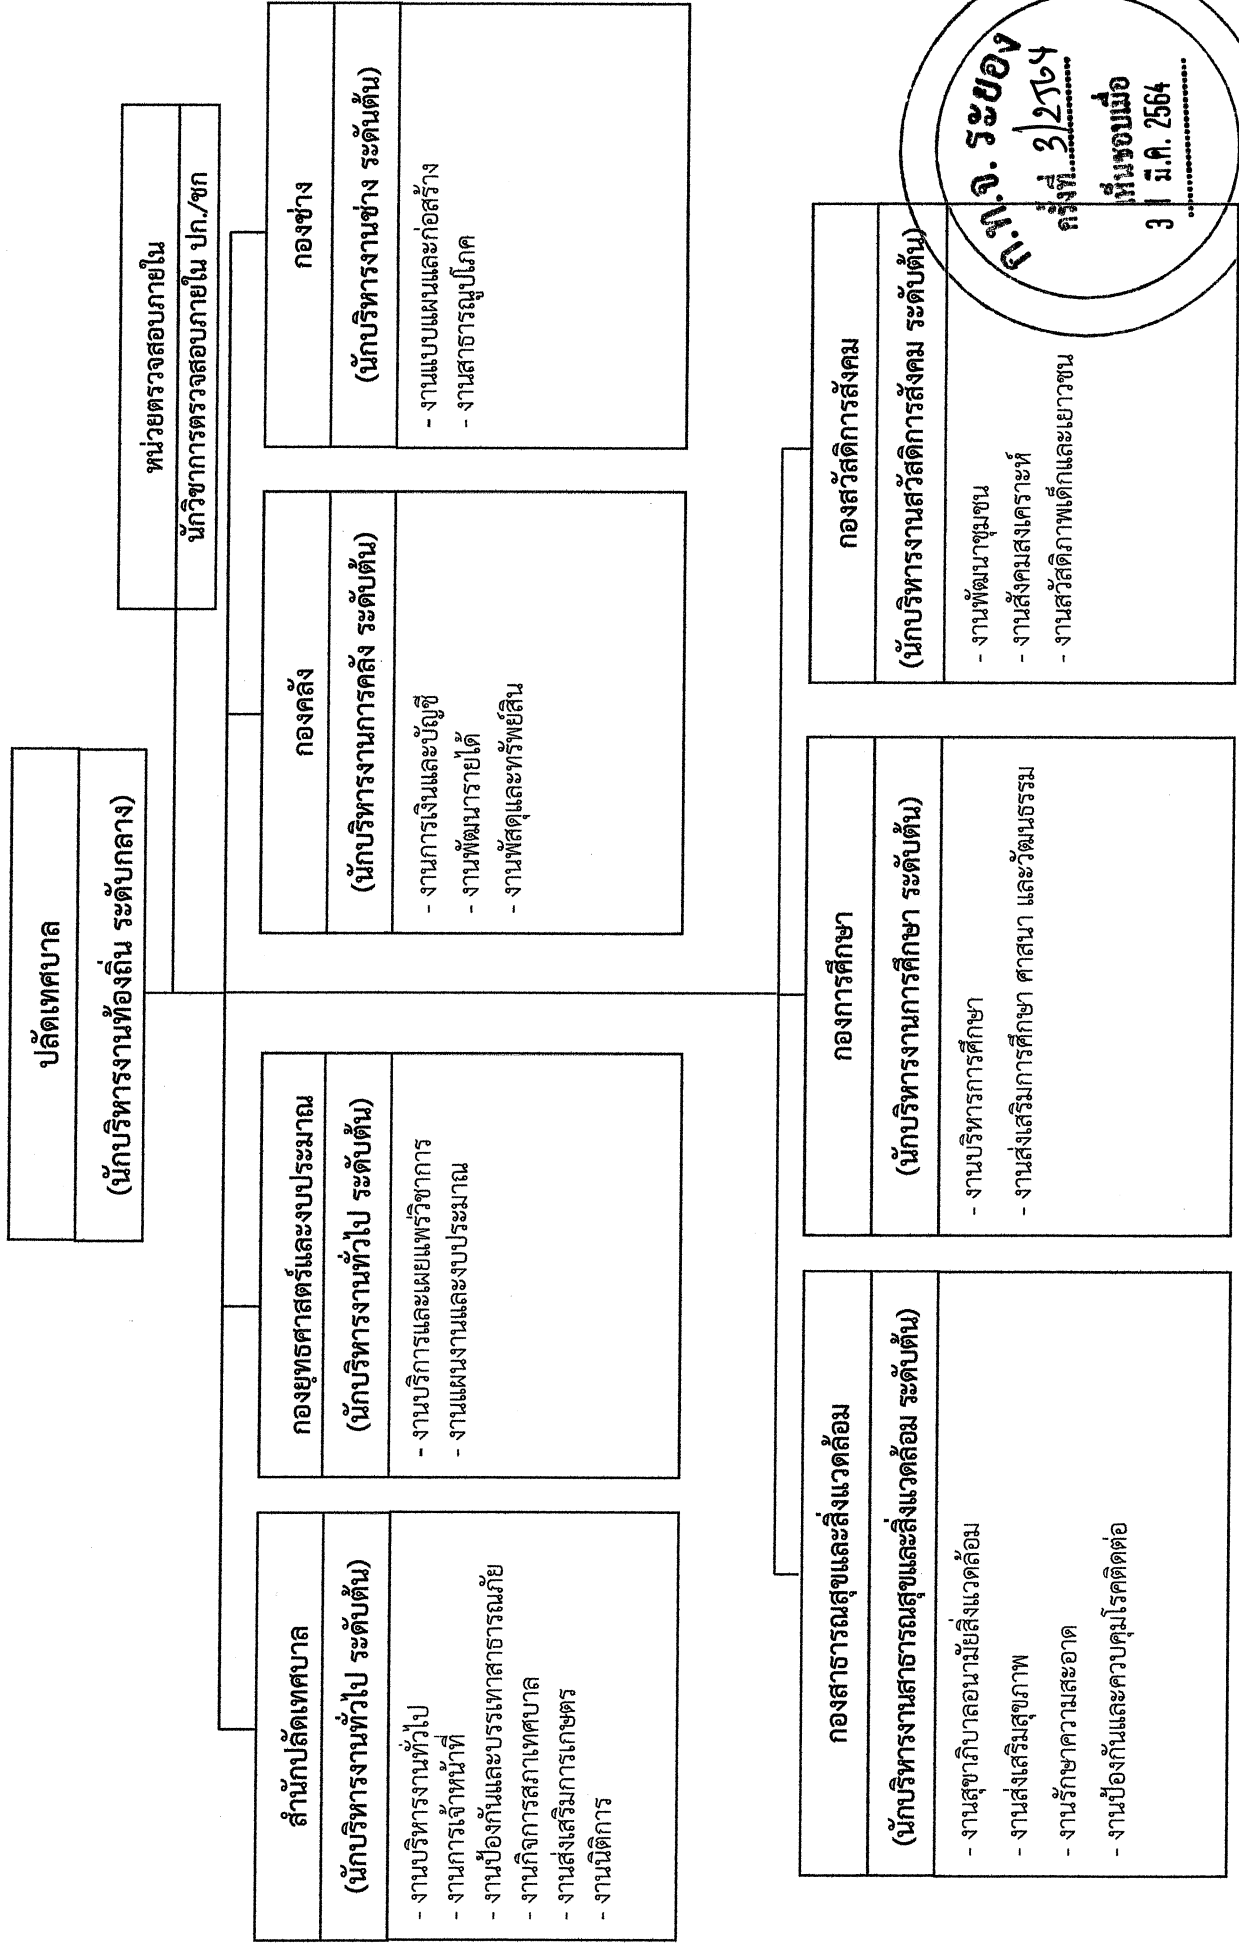 ปลัดเทศบาล
(นักบริหารงานท้องถิ่น ระดับกลาง)
หน่วยตรวจสอบภายใน
นักวิชาการตรวจสอบภายใน ปก./ชก
สำนักปลัดเทศบาล
(นักบริหารงานทั่วไป ระดับต้น)
- งานบริหารงานทั่วไป
- งานการเจ้าหน้าที่
- งานป้องกันและบรรเทาสาธารณภัย
- งานกิจการสภาเทศบาล
- งานส่งเสริมการเกษตร
- งานนิติการ
กองยุทธศาสตร์และงบประมาณ
(นักบริหารงานทั่วไป ระดับต้น)
- งานบริการและเผยแพร่วิชาการ
- งานแผนงานและงบประมาณ
กองคลัง
(นักบริหารงานการคลัง ระดับต้น)
- งานการเงินและบัญชี
- งานพัฒนารายได้
- งานพัสดุและทรัพย์สิน
กองช่าง
(นักบริหารงานช่าง ระดับต้น)
- งานแบบแผนและก่อสร้าง
- งานสาธารณูปโภค
กองสาธารณสุขและสิ่งแวดล้อม
(นักบริหารงานสาธารณสุขและสิ่งแวดล้อม ระดับต้น)
- งานสุขาภิบาลอนามัยสิ่งแวดล้อม
- งานส่งเสริมสุขภาพ
- งานรักษาความสะอาด
- งานป้องกันและควบคุมโรคติดต่อ
กองการศึกษา
(นักบริหารงานการศึกษา ระดับต้น)
- งานบริหารการศึกษา
- งานส่งเสริมการศึกษา ศาสนา และวัฒนธรรม
กองสวัสดิการสังคม
(นักบริหารงานสวัสดิการสังคม ระดับต้น)
- งานพัฒนาชุมชน
- งานสังคมสงเคราะห์
- งานสวัสดิภาพเด็กและเยาวชน
ก.ท.จ. ระยอง
ครั้งที่ 3/2564
เห็นชอบเมื่อ
3 1 มี.ค. 2564